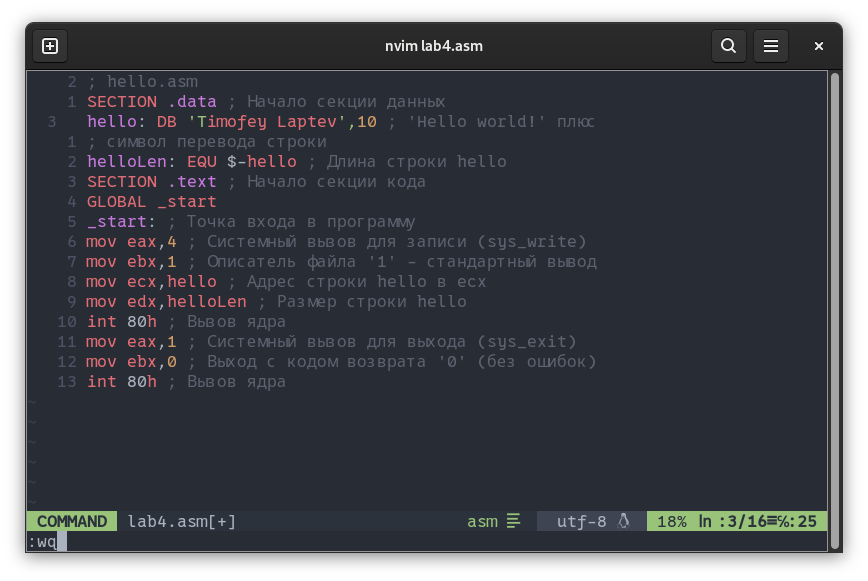 nvim lab4.asm
2 ; hello.asm
1 SECTION .data ; Начало секции данных
3 hello: DB 'Timofey Laptev',10 ; 'Hello world!' плюс
1 ; символ перевода строки
2 helloLen: EQU $-hello ; Длина строки hello
3 SECTION .text ; Начало секции кода
4 GLOBAL _start
5 _start: ; Точка входа в программу
6 mov eax,4 ; Системный вызов для записи (sys_write)
7 mov ebx,1 ; Описатель файла '1' - стандартный вывод
8 mov ecx,hello ; Адрес строки hello в ecx
9 mov edx,helloLen ; Размер строки hello
10 int 80h ; Вызов ядра
11 mov eax,1 ; Системный вызов для выхода (sys_exit)
12 mov ebx,0 ; Выход с кодом возврата '0' (без ошибок)
13 int 80h ; Вызов ядра
~
~
~
~
~
~
COMMAND lab4.asm[+] asm utf-8 18% ln :3/16≡℅:25
:wq